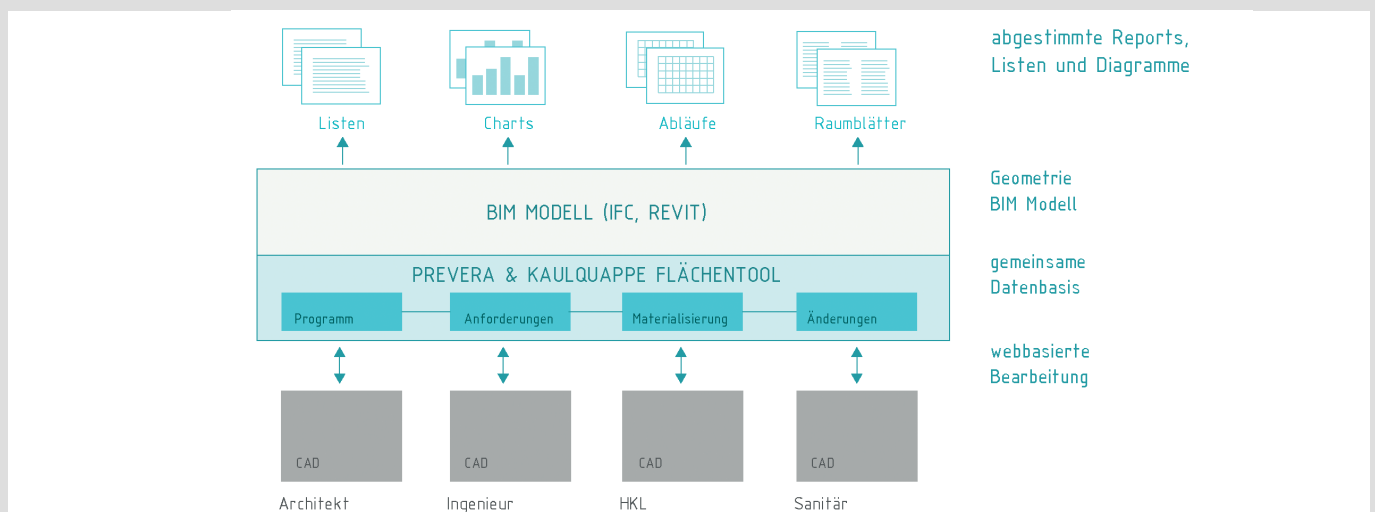 abgestimmte Reports,
Listen und Diagramme
Listen
Charts
Abläufe
Raumblätter
BIM MODELL (IFC, REVIT)
Geometrie
BIM Modell
PREVERA & KAULQUAPPE FLÄCHENTOOL
gemeinsame
Datenbasis
Programm
Anforderungen
Materialisierung
Änderungen
webbasierte
Bearbeitung
CAD
CAD
CAD
CAD
Architekt
Ingenieur
HKL
Sanitär